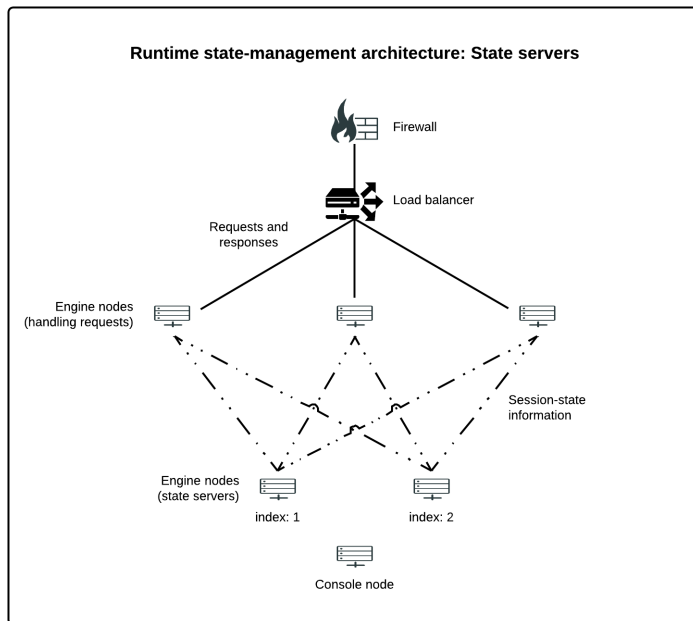 Runtime state-management architecture: State servers
Firewall
Load balancer
Requests and
responses
Engine nodes
(handling requests)
Session-state
information
Engine nodes
(state servers)
index: 1
index: 2
Console node